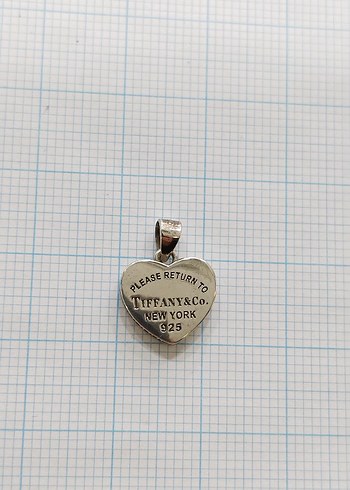 PLEASE RETURN TO
TIFFANY&Co.
NEW YORK
925